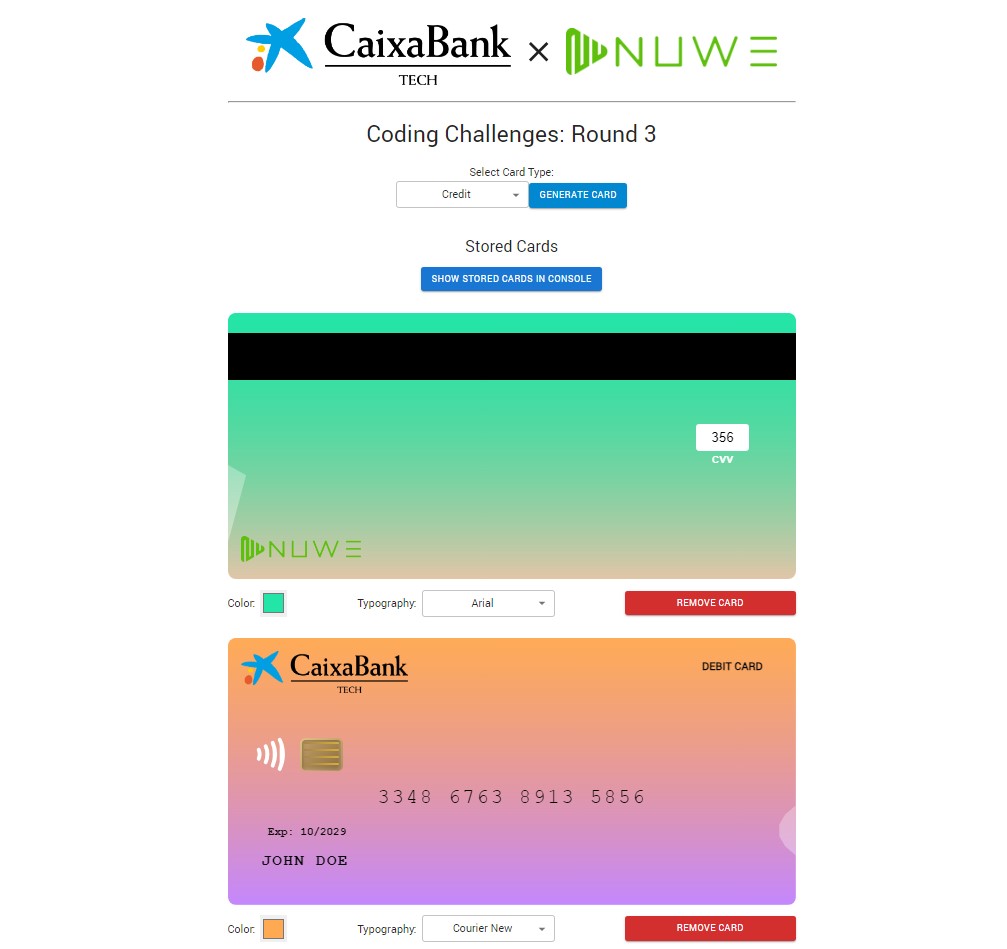 CaixaBank
TECH
× NUWE
Coding Challenges: Round 3
Select Card Type:
Credit
GENERATE CARD
Stored Cards
SHOW STORED CARDS IN CONSOLE
356
CVV
NUWE
Color:
Typography:
Arial
REMOVE CARD
CaixaBank
TECH
DEBIT CARD
3348 6763 8913 5856
Exp: 10/2029
JOHN DOE
Color:
Typography:
Courier New
REMOVE CARD